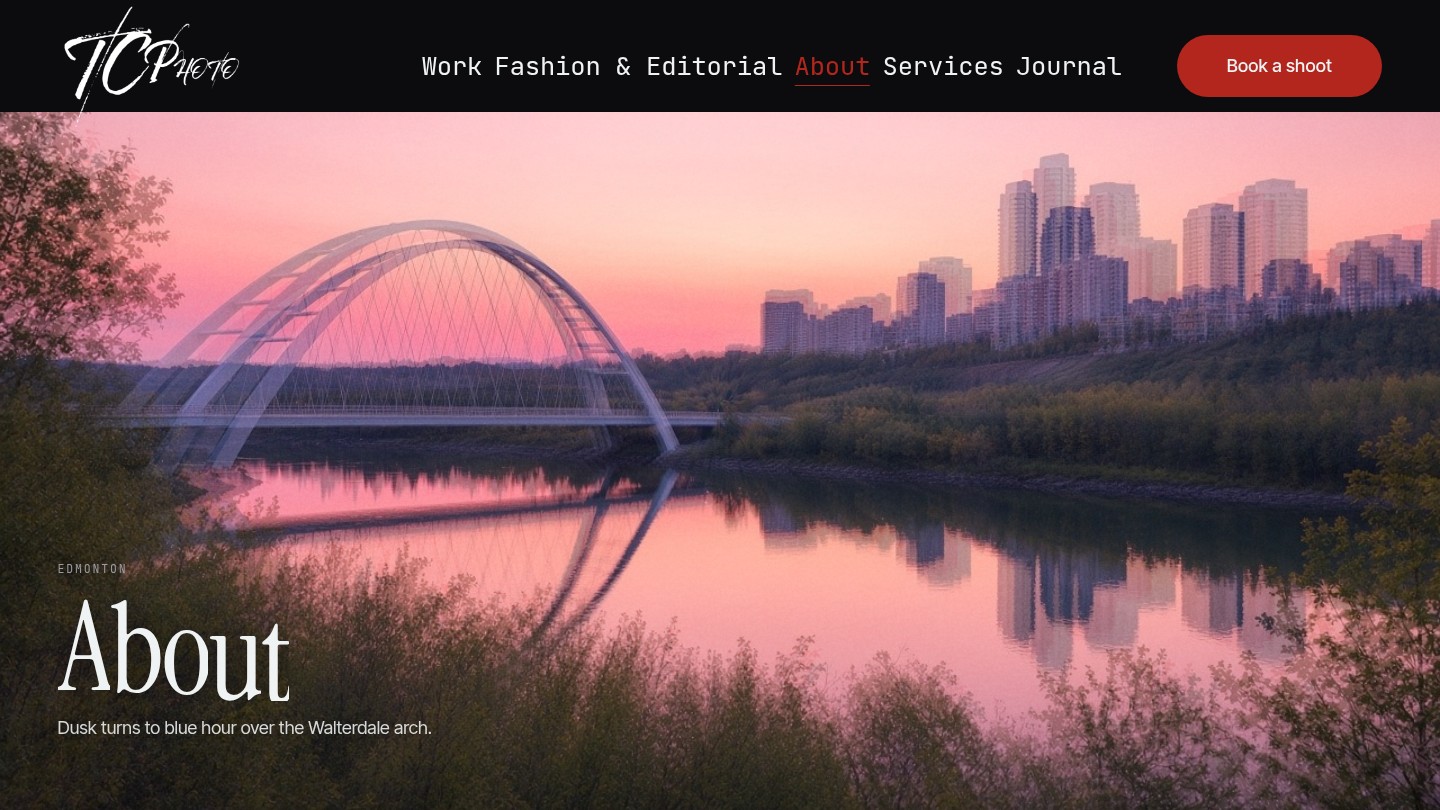 TCPHOTO
Work Fashion & Editorial About Services Journal
Book a shoot
EDMONTON
About
Dusk turns to blue hour over the Walterdale arch.